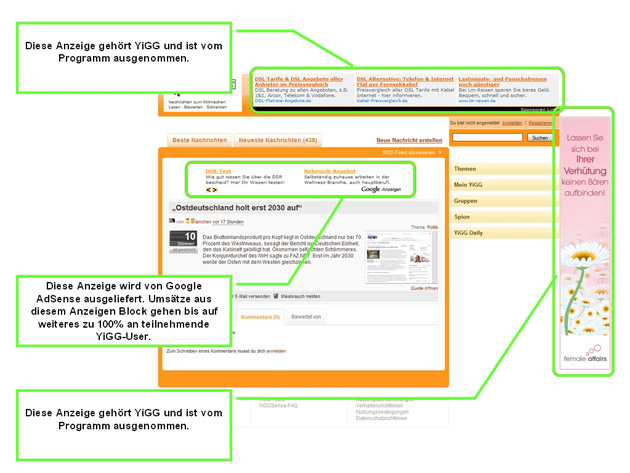 Diese Anzeige gehört YiGG und ist vom
Programm ausgenommen.
DSL Tarife & DSL Angebote aller
Anbieter im Preisvergleich
DSL Beratung zu allen Angeboten, z.B.
1&1, Arcor, Telekom & Vodafone.
DSL-Flatrate-Angebote.de
DSL Alternative: Telefon & Internet
Flat per Fernsehkabel
Preisvergleich aller DSL Tarife mit Kabel
Internet - hier informieren.
Kabel-Preisvergleich.de
Lastminute- und Pauschalreisen
noch günstiger
Bei lm-Reisen sparen Sie bares Geld.
Bequem, schnell und sicher.
www.lm-reisen.de
Nachrichten zum Mitmachen
Lesen - Bewerten - Schreiben
Sponsoren
Du bist nicht angemeldet Anmelden / Registrieren
Suchen
Beste Nachrichten
Neueste Nachrichten (438)
Neue Nachricht erstellen
RSS-Feed abonnieren
DDR-Test
Wie gut wissen Sie über die DDR
bescheid? Hier Ihr Wissen testen!
Nebenjob-Angebot
Selbständig zuhause arbeiten in der
Wellness-Branche, auch hauptberufl.
Google-Anzeigen
Themen
Mein YiGG
Gruppen
Spion
YiGG Daily
„Ostdeutschland holt erst 2030 auf“
von
vor 17 Stunden
Thema: Politik
10
Stimmen
Das Bruttoinlandsprodukt pro Kopf liegt in Ostdeutschland nur bei 70
Prozent des Westniveaus, besagt der Bericht zur Deutschen Einheit,
den das Kabinett gebilligt hat. Ökonomen befürchten Schlimmeres.
Der Konjunkturchef des IWH sagte zu FAZ.NET: Erst im Jahr 2030
werde der Osten mit dem Westen gleichziehen.
Quelle öffnen
E-Mail versenden
Missbrauch melden
Kommentare (0)
Bewertet von
Zum Schreiben eines Kommentars musst du dich anmelden
Diese Anzeige wird von Google
AdSense ausgeliefert. Umsätze aus
diesem Anzeigen Block gehen bis auf
weiteres zu 100% an teilnehmende
YiGG-User.
Lassen Sie
sich bei
Ihrer
Verhütung
keinen Bären
aufbinden!
female affairs
Diese Anzeige gehört YiGG und ist vom
Programm ausgenommen.
YiGGSense-FAQ
Verhaltensrichtlinien
Nutzungsbedingungen
Datenschutzrichtlinien